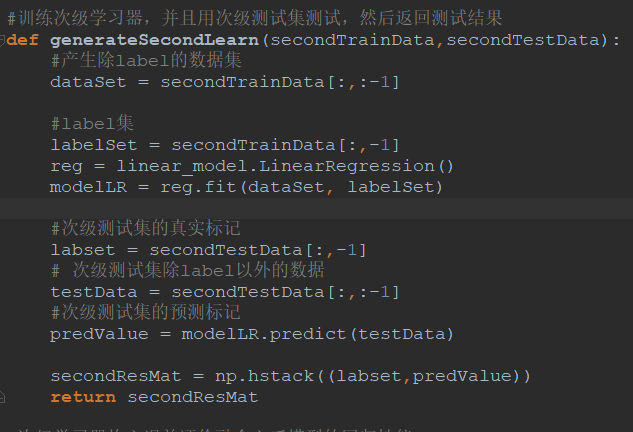 #训练次级学习器，并且用次级测试集测试，然后返回测试结果
def generateSecondLearn(secondTrainData,secondTestData):
    #产生除label的数据集
    dataSet = secondTrainData[:,:-1]

    #label集
    labelSet = secondTrainData[:,-1]
    reg = linear_model.LinearRegression()
    modelLR = reg.fit(dataSet, labelSet)

    #次级测试集的真实标记
    labset = secondTestData[:,-1]
    # 次级测试集除label以外的数据
    testData = secondTestData[:,:-1]
    #次级测试集的预测标记
    predValue = modelLR.predict(testData)

    secondResMat = np.hstack((labset,predValue))
    return secondResMat